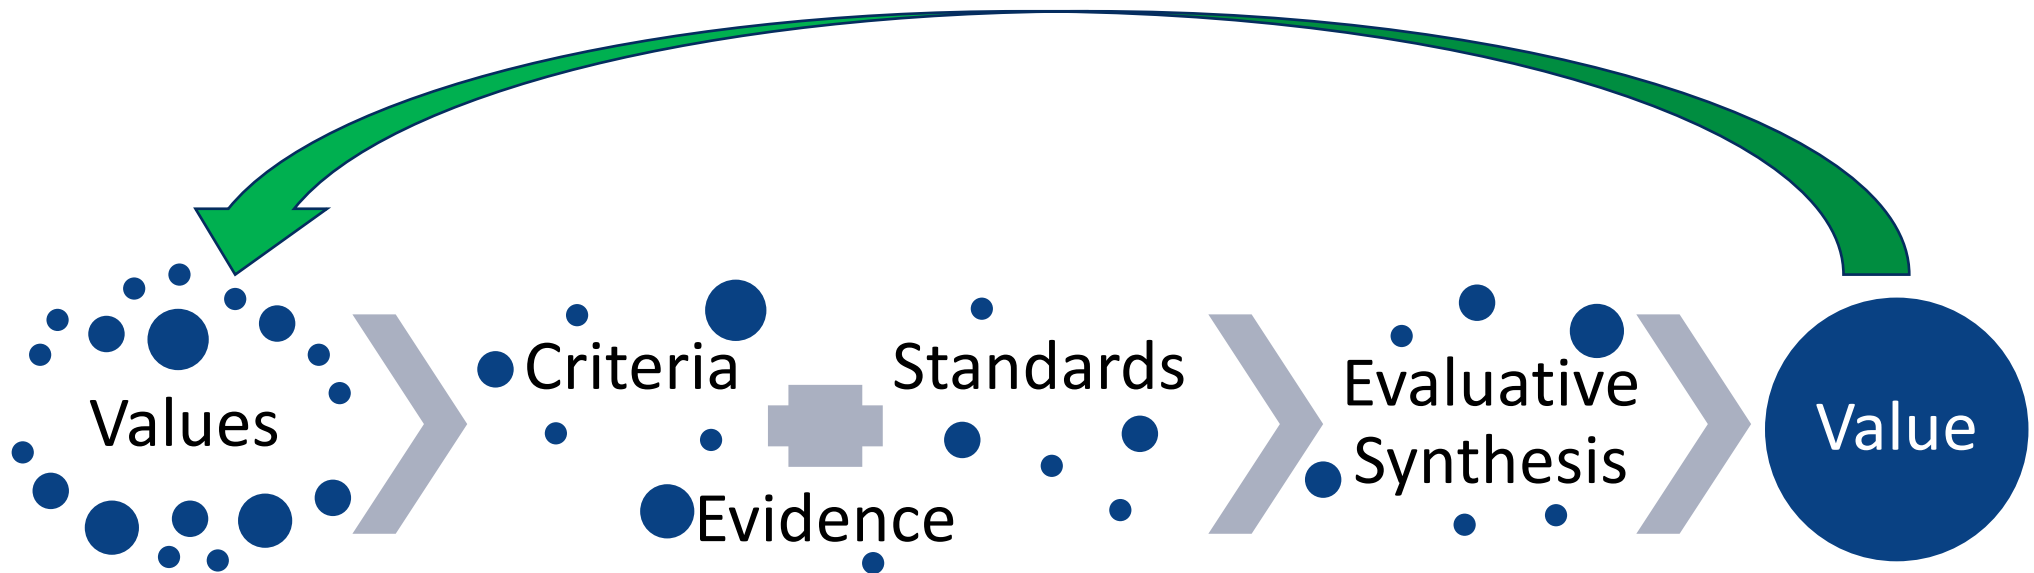 Values
Criteria
Standards
Evidence
Evaluative
Synthesis
Value